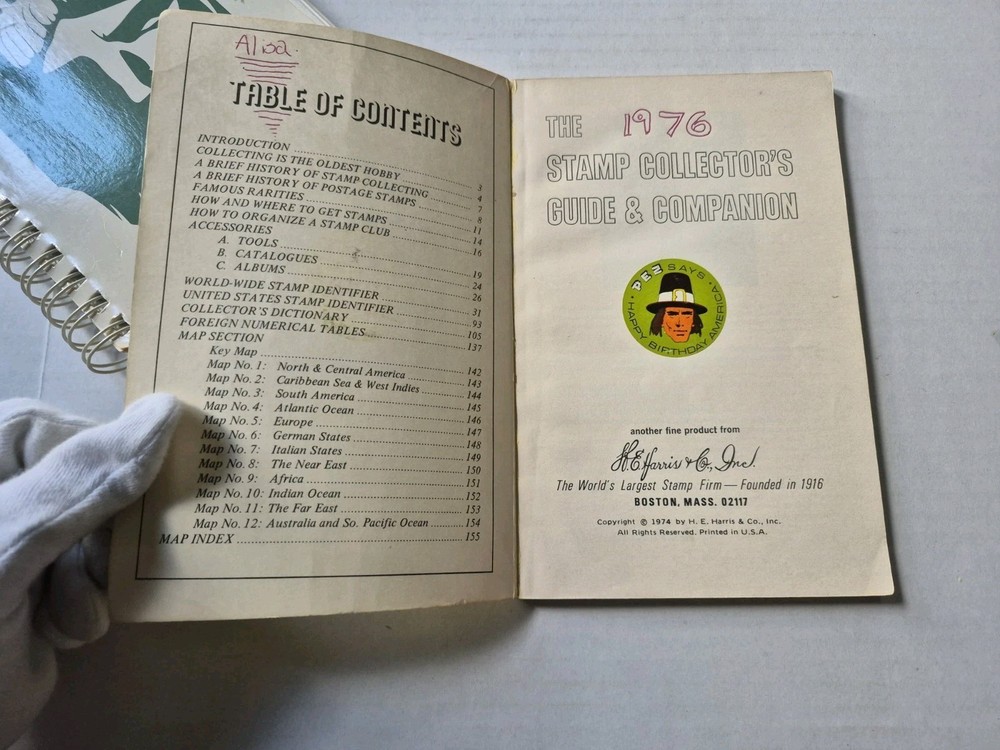 Alisa.
TABLE OF CONTENTS
INTRODUCTION
COLLECTING IS THE OLDEST HOBBY 3
A BRIEF HISTORY OF STAMP COLLECTING 4
A BRIEF HISTORY OF POSTAGE STAMPS 7
FAMOUS RARITIES 8
HOW AND WHERE TO GET STAMPS 11
HOW TO ORGANIZE A STAMP CLUB 14
ACCESSORIES 16
A. TOOLS 19
B. CATALOGUES 24
C. ALBUMS 26
WORLD-WIDE STAMP IDENTIFIER 31
UNITED STATES STAMP IDENTIFIER 93
COLLECTOR'S DICTIONARY 105
FOREIGN NUMERICAL TABLES 137
MAP SECTION
Key Map 142
Map No. 1: North & Central America 143
Map No. 2: Caribbean Sea & West Indies 144
Map No. 3: South America 145
Map No. 4: Atlantic Ocean 146
Map No. 5: Europe 147
Map No. 6: German States 148
Map No. 7: Italian States 149
Map No. 8: The Near East 150
Map No. 9: Africa 151
Map No. 10: Indian Ocean 152
Map No. 11: The Far East 153
Map No. 12: Australia and So. Pacific Ocean 154
MAP INDEX 155
THE 1976
STAMP COLLECTOR'S
GUIDE & COMPANION
PEZ SAYS
HAPPY BIRTHDAY AMERICA
another fine product from
H.E. Harris & Co., Inc.
The World's Largest Stamp Firm — Founded in 1916
BOSTON, MASS. 02117
Copyright © 1974 by H. E. Harris & Co., Inc.
All Rights Reserved. Printed in U.S.A.